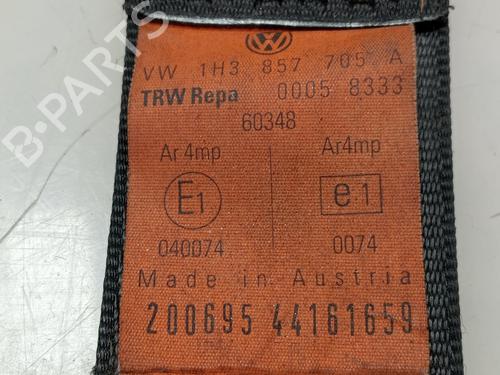 VW 1H3 857 705 A
TRW Repa 0005 8333
60348
Ar4mp Ar4mp
E1 e1
040074 0074
Made in Austria
200695 44161659
B-PARTS